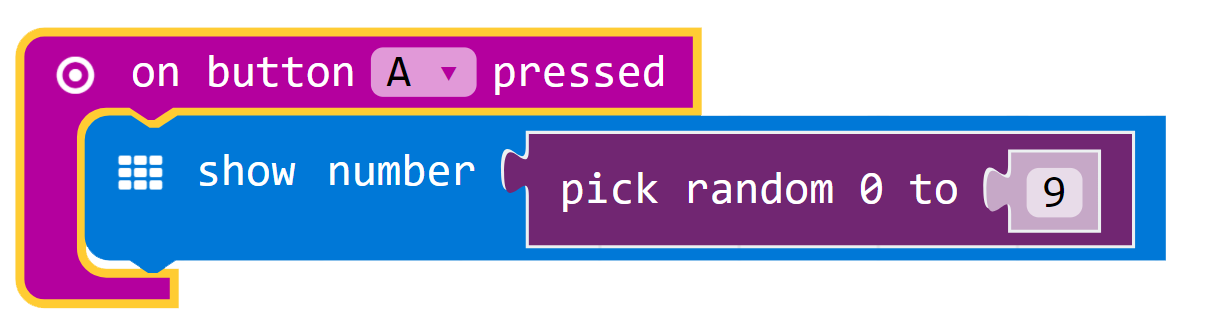 on button A ▾ pressed
show number pick random 0 to 9